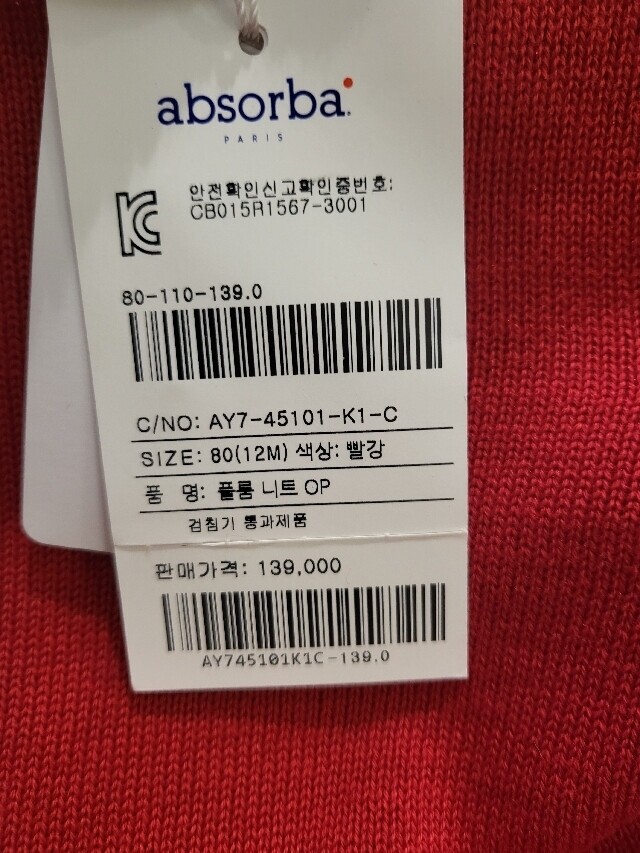 absorba
PARIS
안전확인신고확인증번호:
CB015R1567-3001
80-110-139.0
C/NO: AY7-45101-K1-C
SIZE: 80(12M) 색상: 빨강
품 명: 플룸 니트 OP
검침기 통과제품
판매가격: 139,000
AY745101K1C-139.0